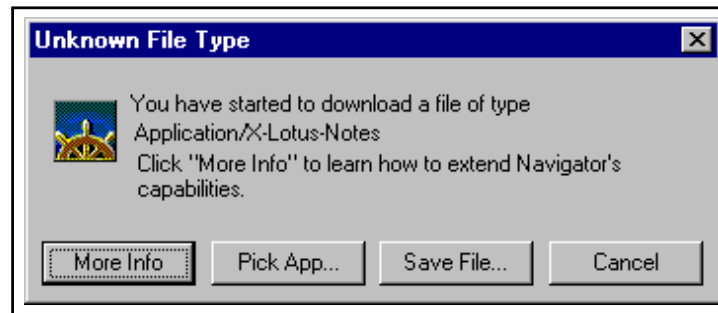 Unknown File Type
You have started to download a file of type
Application/X-Lotus-Notes
Click "More Info" to learn how to extend Navigator's
capabilities.
More Info
Pick App...
Save File...
Cancel